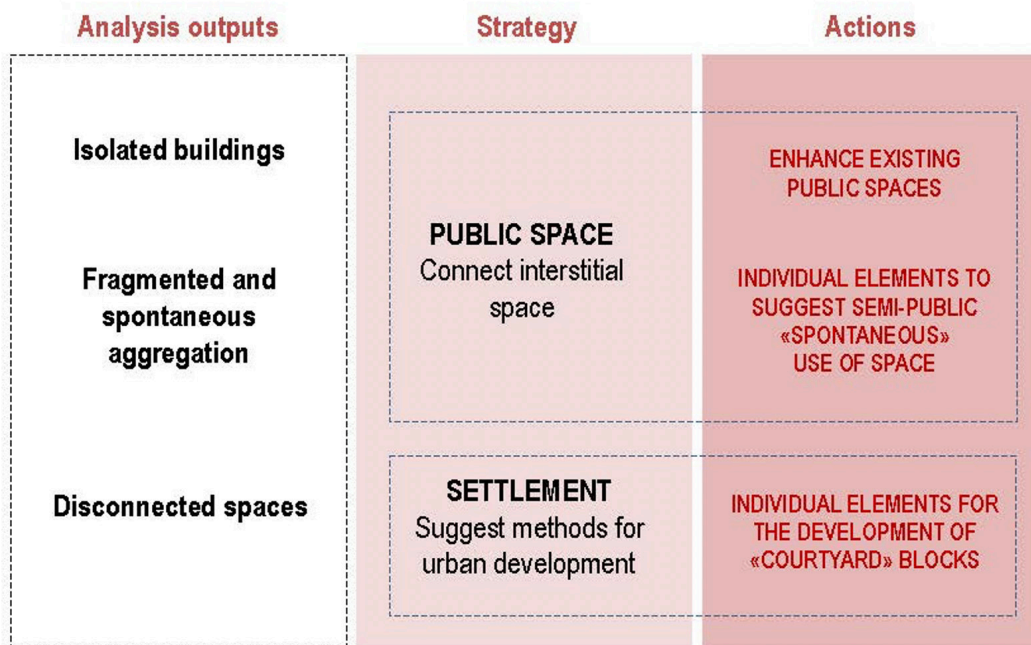 Analysis outputs
Strategy
Actions
Isolated buildings
Fragmented and
spontaneous
aggregation
Disconnected spaces
PUBLIC SPACE
Connect interstitial
space
SETTLEMENT
Suggest methods for
urban development
ENHANCE EXISTING
PUBLIC SPACES
INDIVIDUAL ELEMENTS TO
SUGGEST SEMI-PUBLIC
«SPONTANEOUS»
USE OF SPACE
INDIVIDUAL ELEMENTS FOR
THE DEVELOPMENT OF
«COURTYARD» BLOCKS